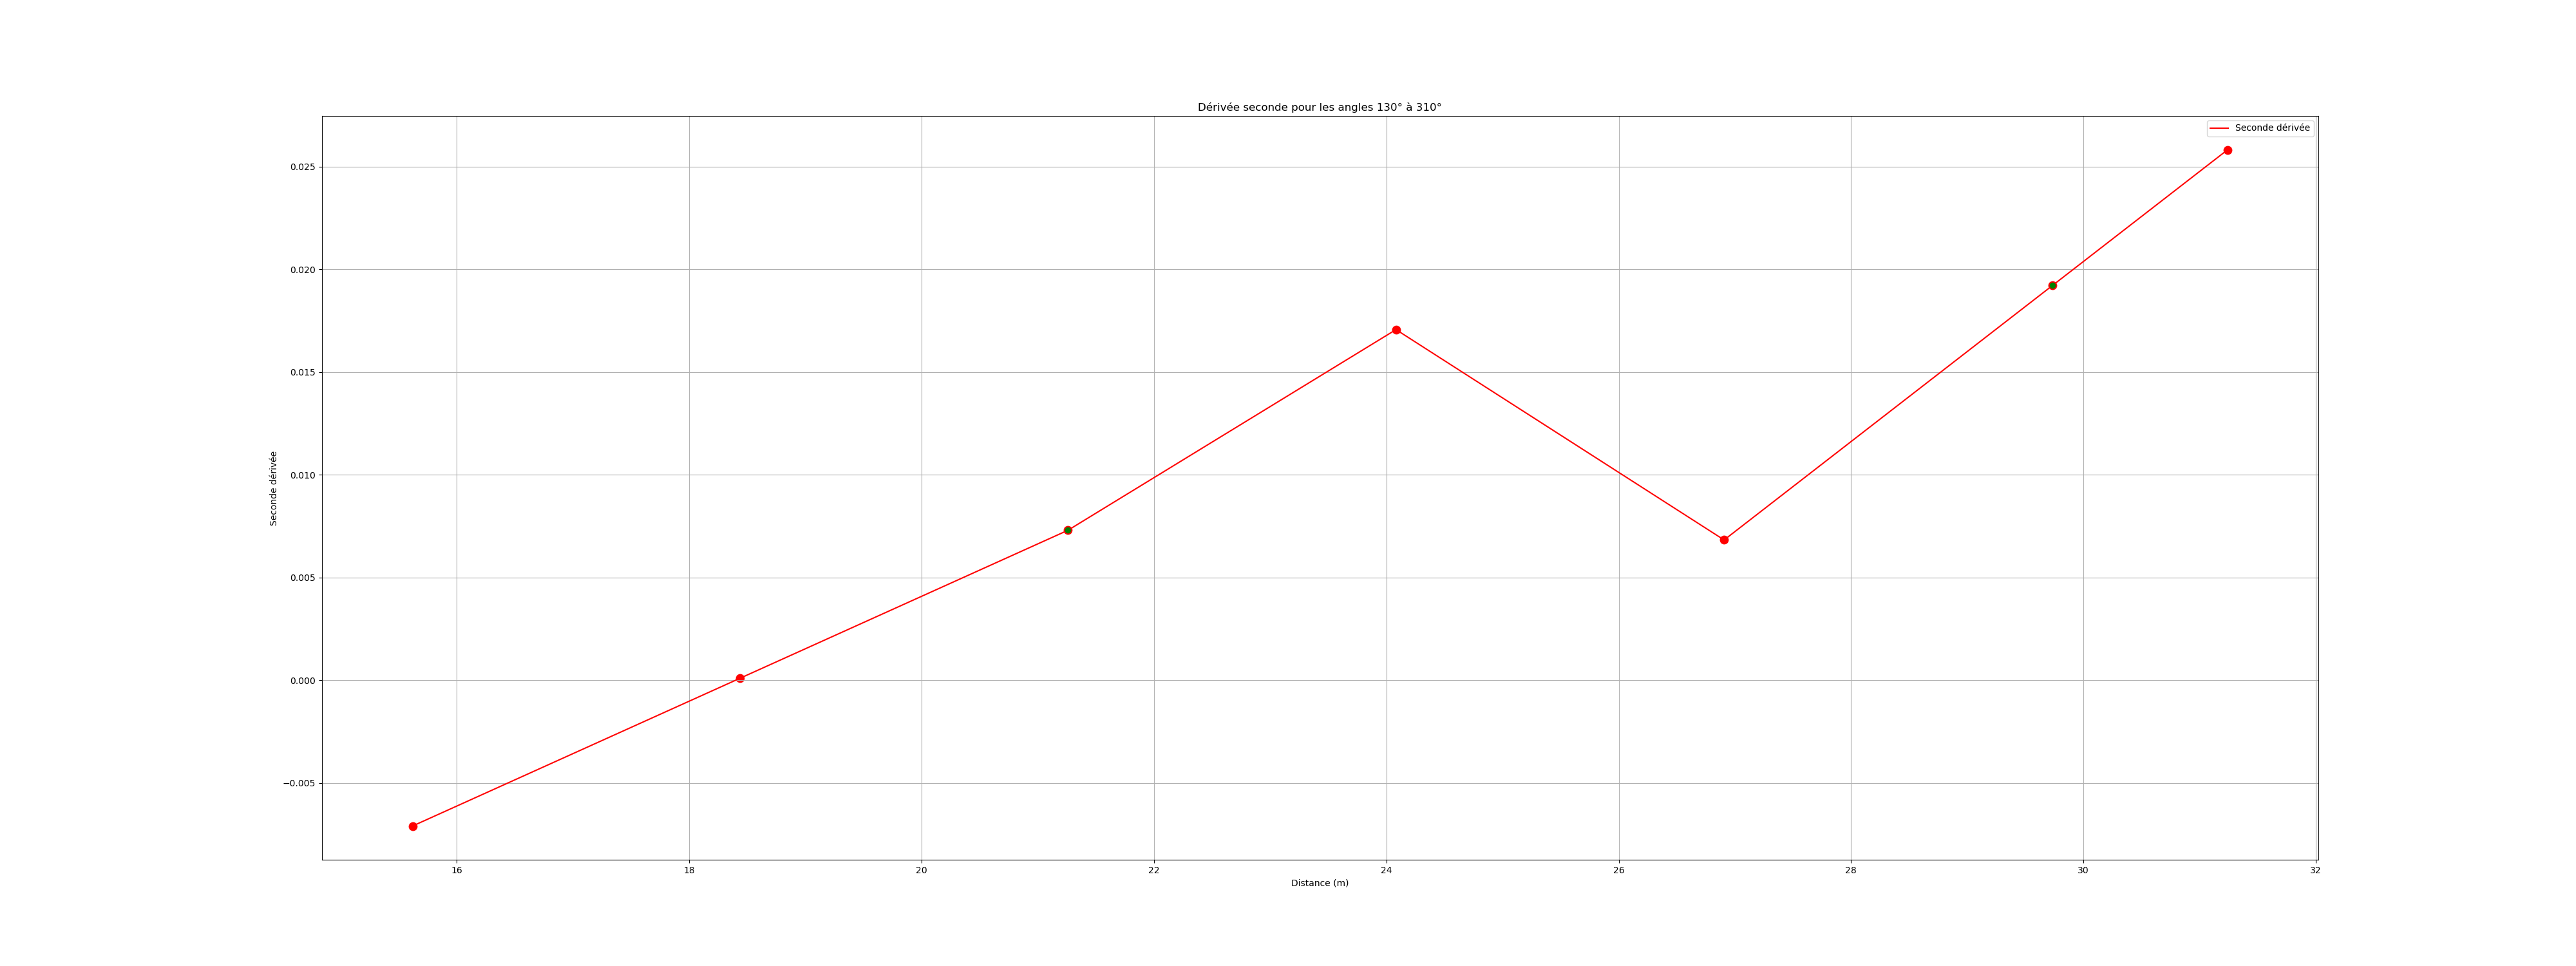 Dérivée seconde pour les angles 130° à 310°
Seconde dérivée
0.025
0.020
0.015
0.010
0.005
0.000
−0.005
Seconde dérivée
16 18 20 22 24 26 28 30 32
Distance (m)